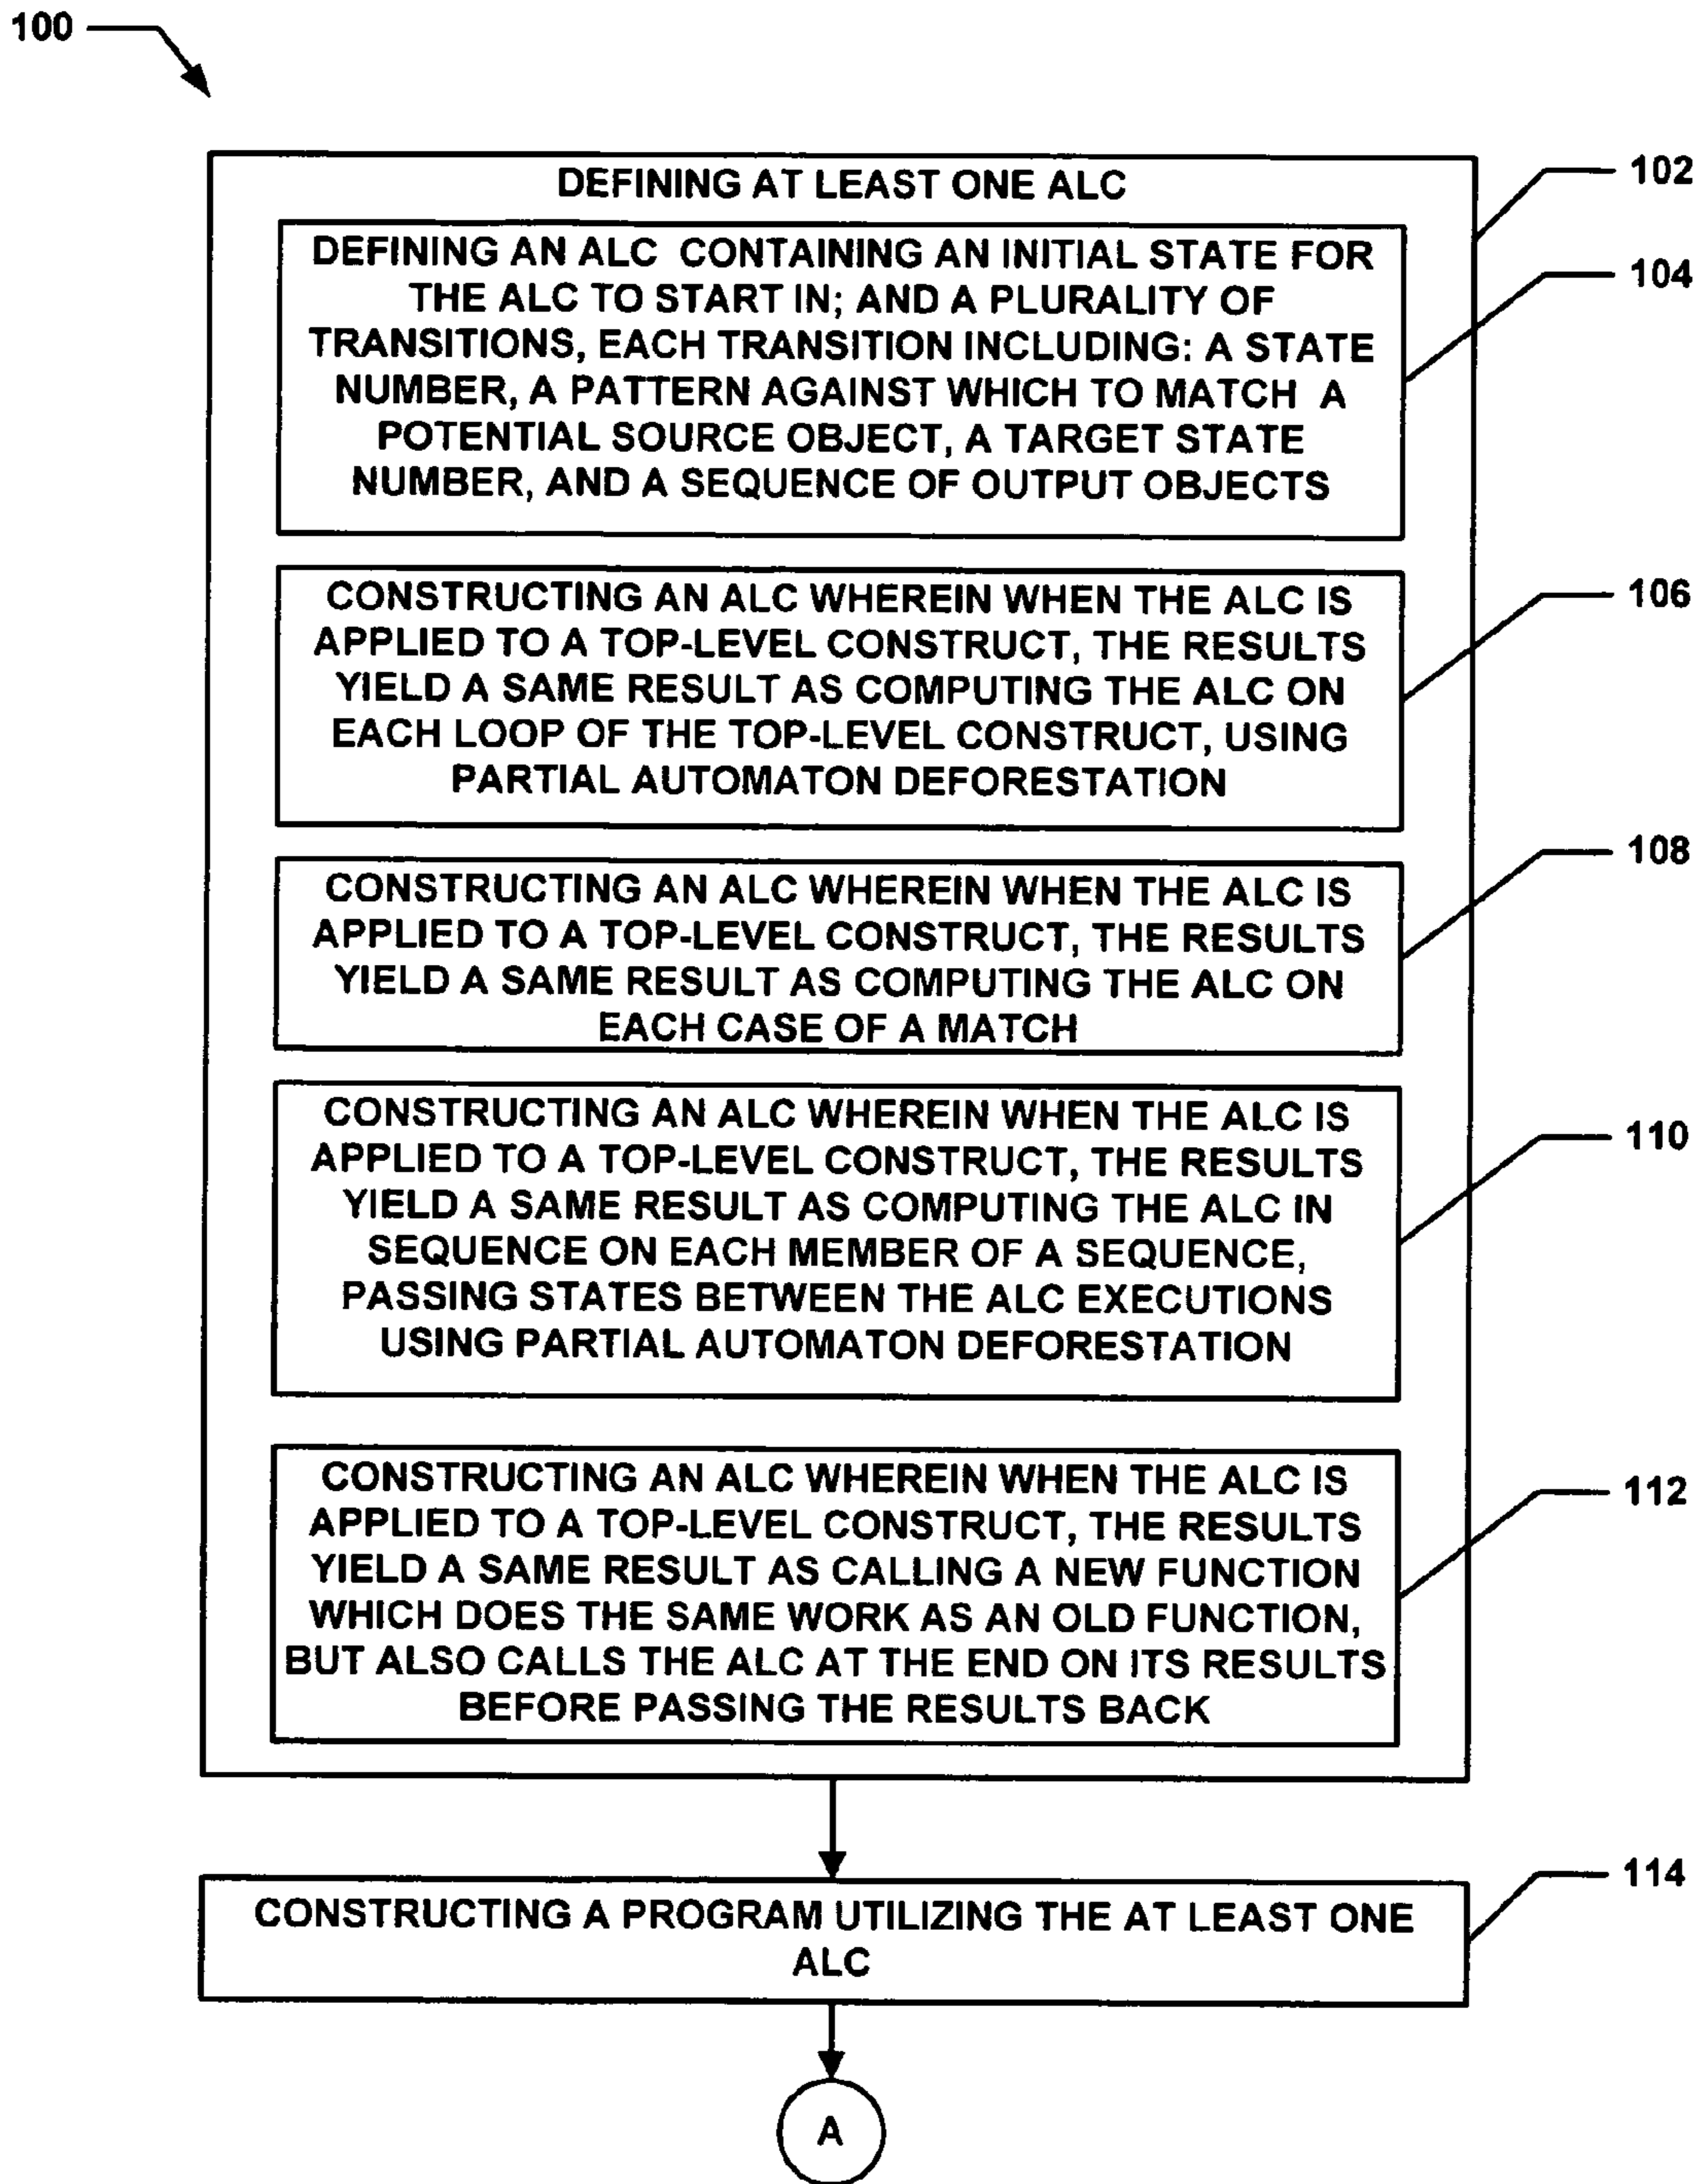 100
DEFINING AT LEAST ONE ALC
102
DEFINING AN ALC CONTAINING AN INITIAL STATE FOR
THE ALC TO START IN; AND A PLURALITY OF
TRANSITIONS, EACH TRANSITION INCLUDING: A STATE
NUMBER, A PATTERN AGAINST WHICH TO MATCH A
POTENTIAL SOURCE OBJECT, A TARGET STATE
NUMBER, AND A SEQUENCE OF OUTPUT OBJECTS
104
CONSTRUCTING AN ALC WHEREIN WHEN THE ALC IS
APPLIED TO A TOP-LEVEL CONSTRUCT, THE RESULTS
YIELD A SAME RESULT AS COMPUTING THE ALC ON
EACH LOOP OF THE TOP-LEVEL CONSTRUCT, USING
PARTIAL AUTOMATON DEFORESTATION
106
CONSTRUCTING AN ALC WHEREIN WHEN THE ALC IS
APPLIED TO A TOP-LEVEL CONSTRUCT, THE RESULTS
YIELD A SAME RESULT AS COMPUTING THE ALC ON
EACH CASE OF A MATCH
108
CONSTRUCTING AN ALC WHEREIN WHEN THE ALC IS
APPLIED TO A TOP-LEVEL CONSTRUCT, THE RESULTS
YIELD A SAME RESULT AS COMPUTING THE ALC IN
SEQUENCE ON EACH MEMBER OF A SEQUENCE,
PASSING STATES BETWEEN THE ALC EXECUTIONS
USING PARTIAL AUTOMATON DEFORESTATION
110
CONSTRUCTING AN ALC WHEREIN WHEN THE ALC IS
APPLIED TO A TOP-LEVEL CONSTRUCT, THE RESULTS
YIELD A SAME RESULT AS CALLING A NEW FUNCTION
WHICH DOES THE SAME WORK AS AN OLD FUNCTION,
BUT ALSO CALLS THE ALC AT THE END ON ITS RESULTS
BEFORE PASSING THE RESULTS BACK
112
CONSTRUCTING A PROGRAM UTILIZING THE AT LEAST ONE
ALC
114
A